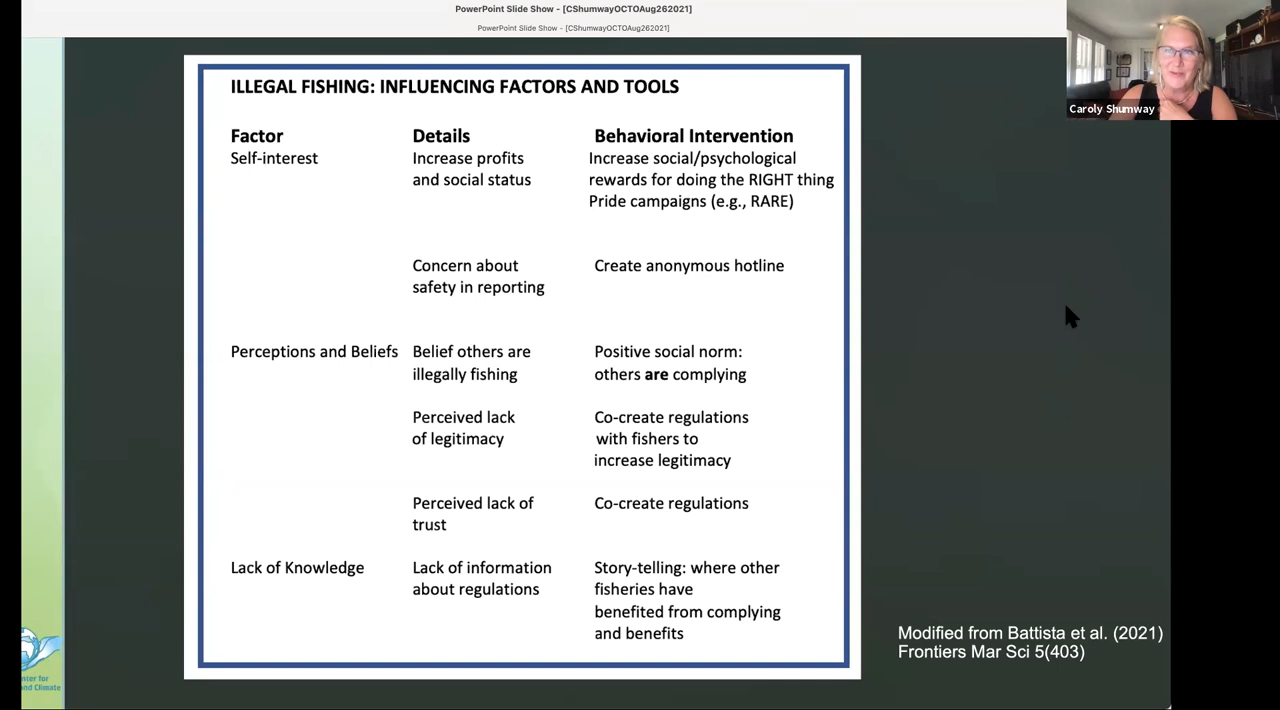 PowerPoint Slide Show - [CShumwayOCTOAug262021]
PowerPoint Slide Show - [CShumwayOCTOAug262021]
Caroly Shumway
ILLEGAL FISHING: INFLUENCING FACTORS AND TOOLS
Factor Details Behavioral Intervention
Self-interest Increase profits Increase social/psychological
and social status rewards for doing the RIGHT thing
Pride campaigns (e.g., RARE)
Concern about Create anonymous hotline
safety in reporting
Perceptions and Beliefs Belief others are Positive social norm:
illegally fishing others are complying
Perceived lack Co-create regulations
of legitimacy with fishers to
increase legitimacy
Perceived lack of Co-create regulations
trust
Lack of Knowledge Lack of information Story-telling: where other
about regulations fisheries have
benefited from complying
and benefits
Modified from Battista et al. (2021)
Frontiers Mar Sci 5(403)
nter for
and Climate